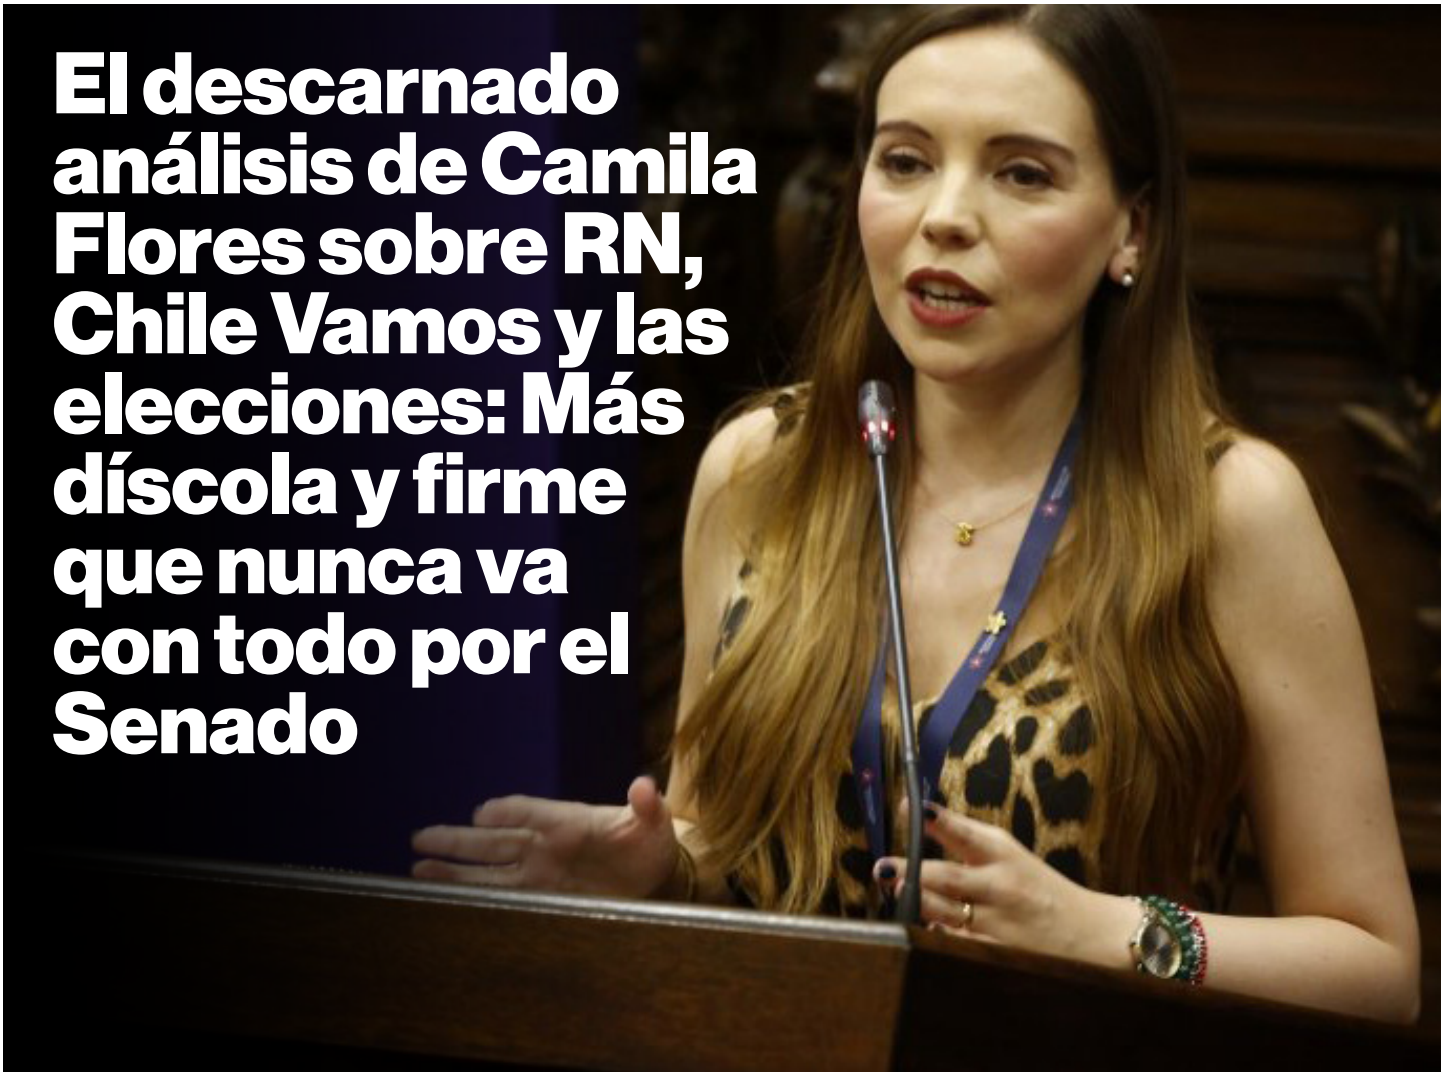 El descarnado
análisis de Camila
Flores sobre RN,
Chile Vamos y las
elecciones: Más
díscola y firme
que nunca va
con todo por el
Senado